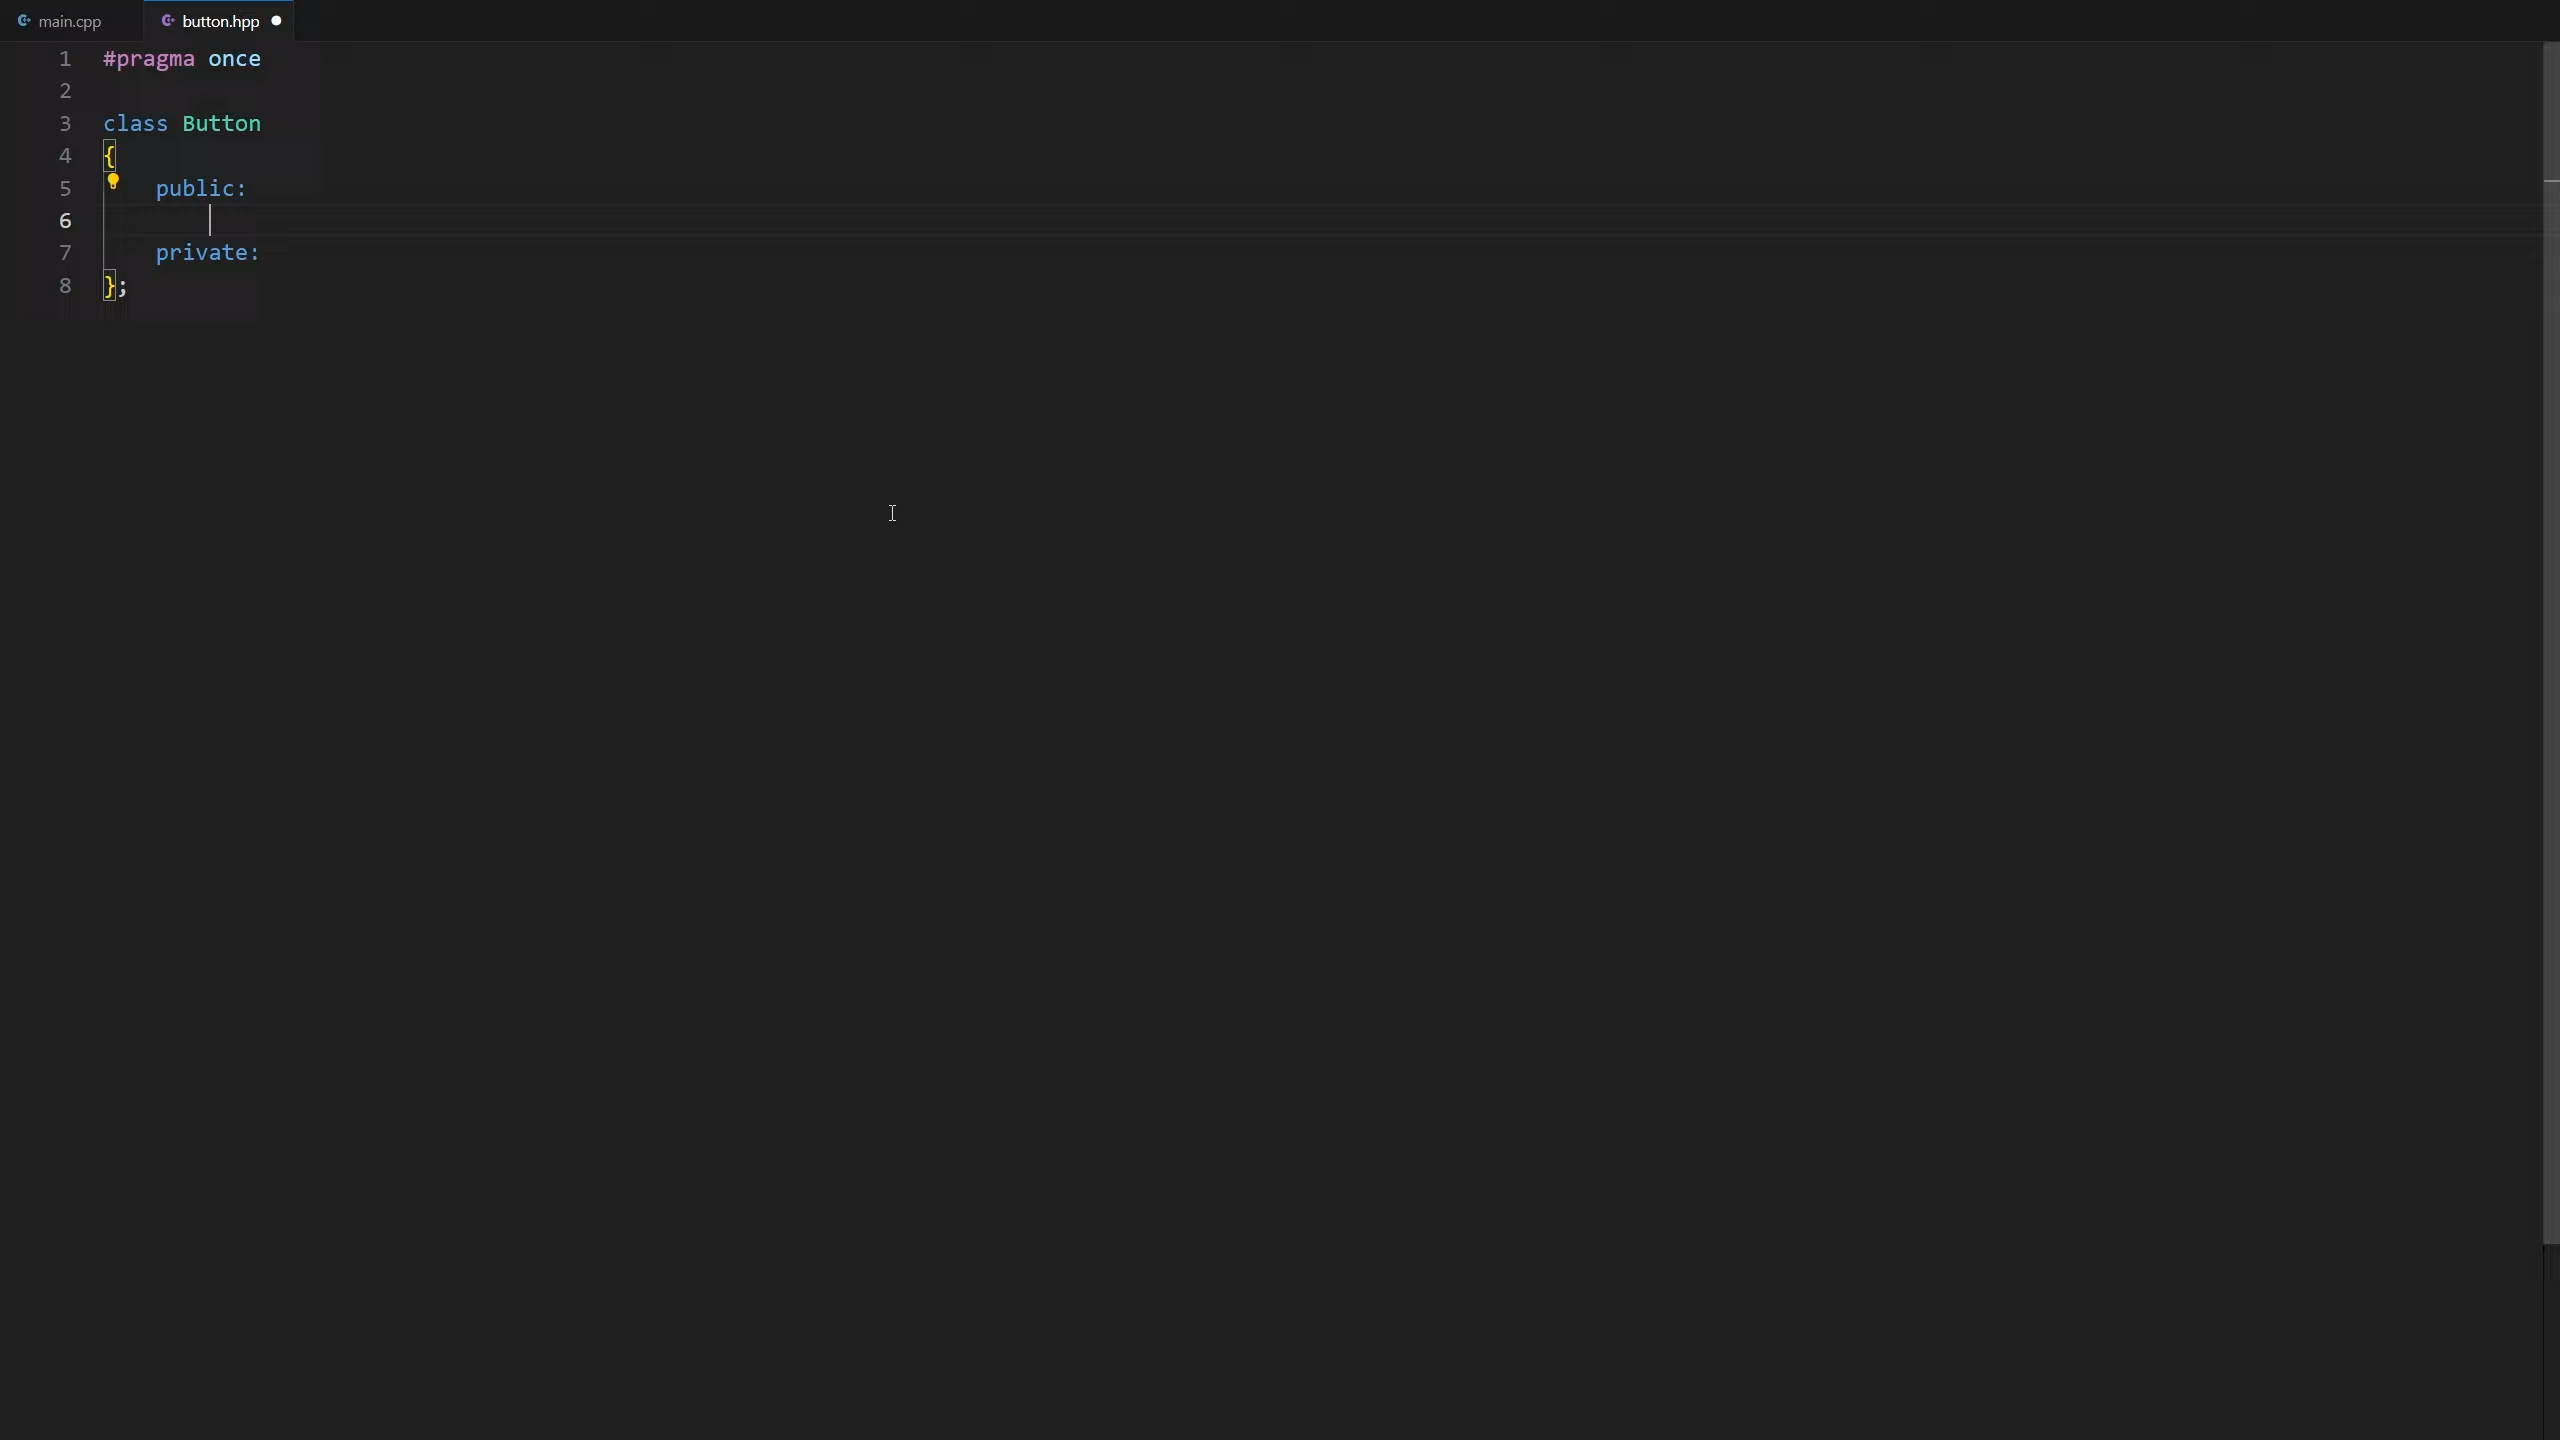 main.cpp button.hpp
1 #pragma once
2
3 class Button
4 {
5 public:
6
7 private:
8 };